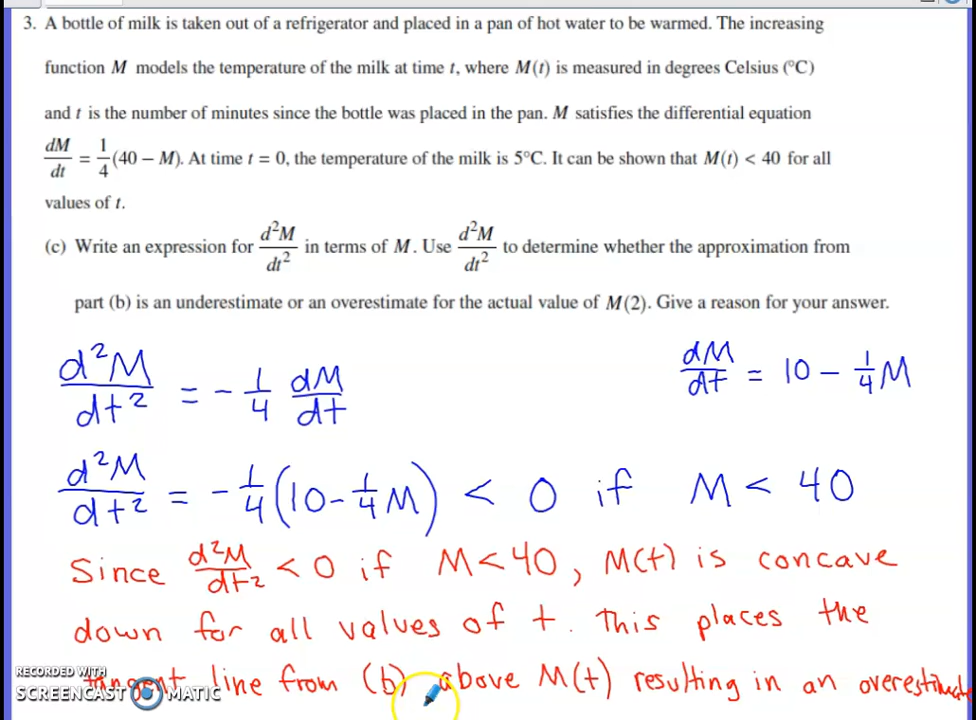 3. A bottle of milk is taken out of a refrigerator and placed in a pan of hot water to be warmed. The increasing
function M models the temperature of the milk at time t, where M(t) is measured in degrees Celsius (°C)
and t is the number of minutes since the bottle was placed in the pan. M satisfies the differential equation
dM/dt = 1/4(40 – M). At time t = 0, the temperature of the milk is 5°C. It can be shown that M(t) < 40 for all
values of t.
(c) Write an expression for d²M/dt² in terms of M. Use d²M/dt² to determine whether the approximation from
part (b) is an underestimate or an overestimate for the actual value of M(2). Give a reason for your answer.
d²M/dt² = - 1/4 dM/dt
dM/dt = 10 - 1/4 M
d²M/dt² = - 1/4 (10 - 1/4 M) < 0 if M < 40
Since d²M/dt² < 0 if M < 40, M(t) is concave
down for all values of t. This places the
tangent line from (b) above M(t) resulting in an overestimate
RECORDED WITH
SCREENCAST MATIC